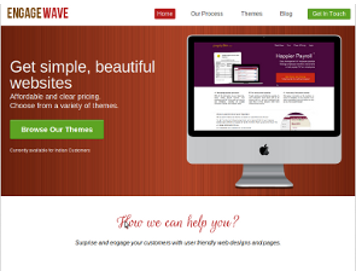 ENGAGE WAVE
Home
Our Process
Themes
Blog
Get In Touch
Get simple, beautiful
websites
Affordable and clear pricing.
Choose from a variety of themes.
Browse Our Themes
Currently available for Indian Customers
Happier Payroll
How we can help you?
Surprise and engage your customers with user friendly web designs and pages.